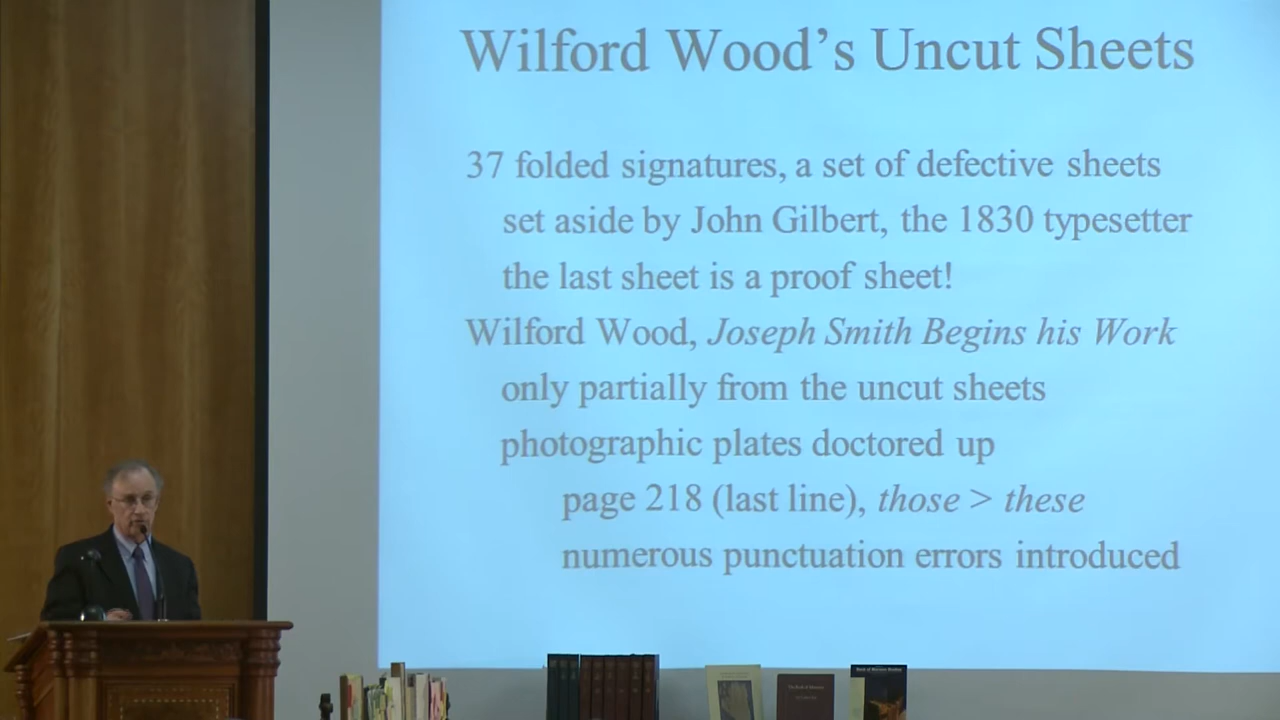 Wilford Wood’s Uncut Sheets
37 folded signatures, a set of defective sheets
set aside by John Gilbert, the 1830 typesetter
the last sheet is a proof sheet!
Wilford Wood, Joseph Smith Begins his Work
only partially from the uncut sheets
photographic plates doctored up
page 218 (last line), those > these
numerous punctuation errors introduced